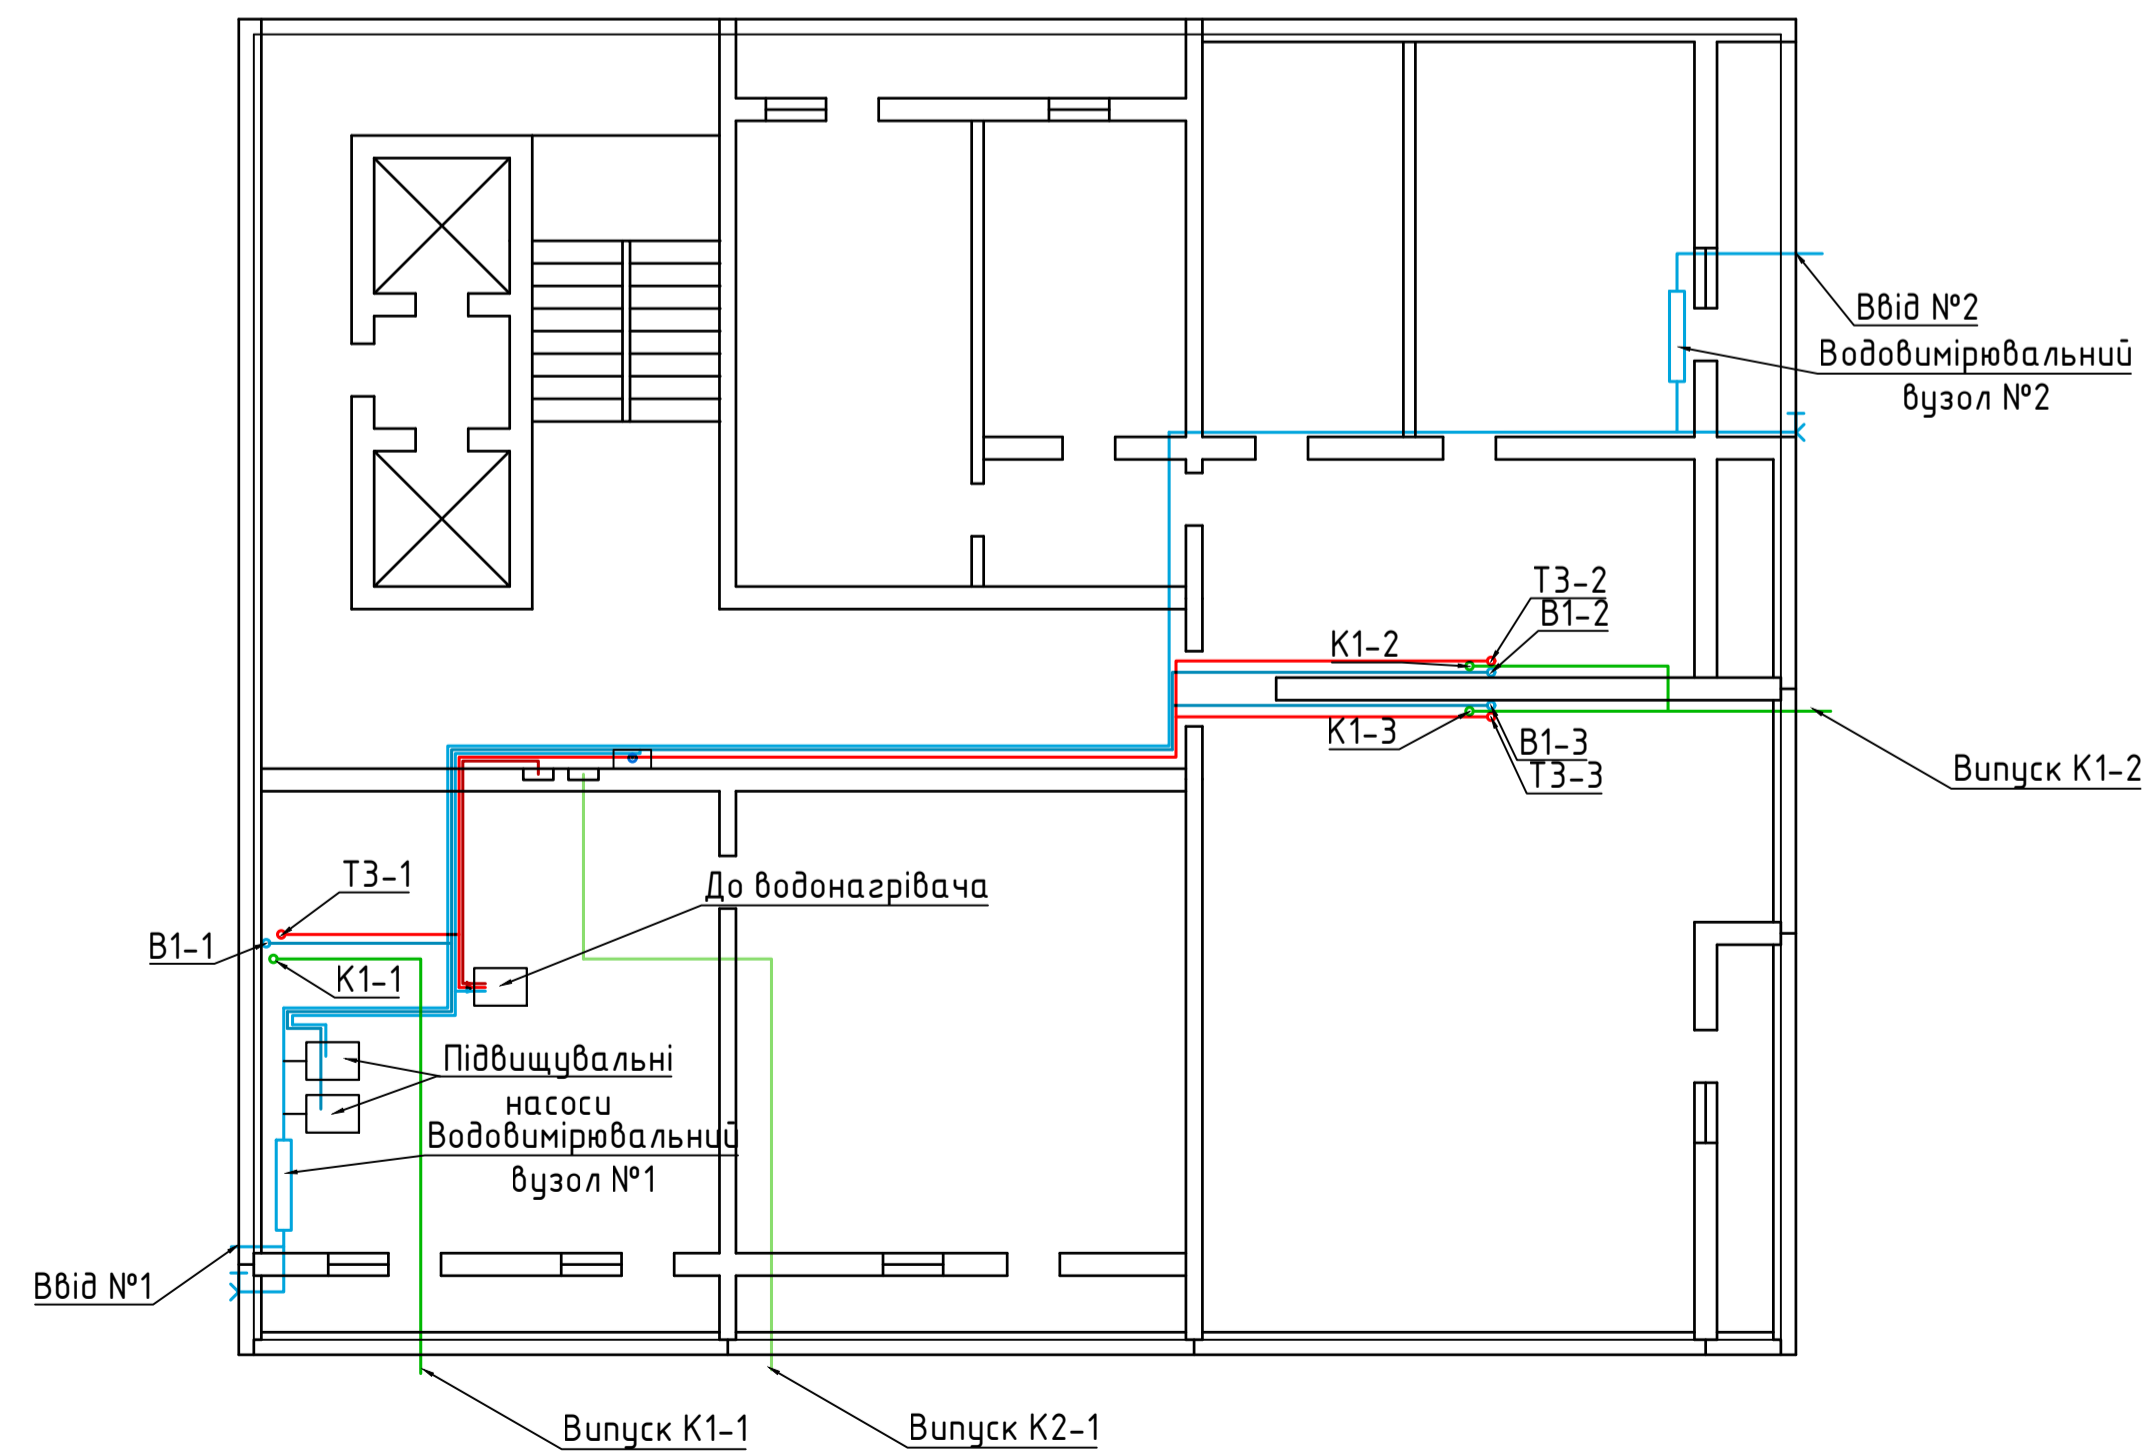 Ввід №2
Водовимірювальний
вузол №2
Т3-2
В1-2
К1-2
К1-3
В1-3
Т3-3
Випуск К1-2
Т3-1
До водонагрівача
В1-1
К1-1
Підвищувальні
насоси
Водовимірювальний
вузол №1
Ввід №1
Випуск К1-1
Випуск К2-1